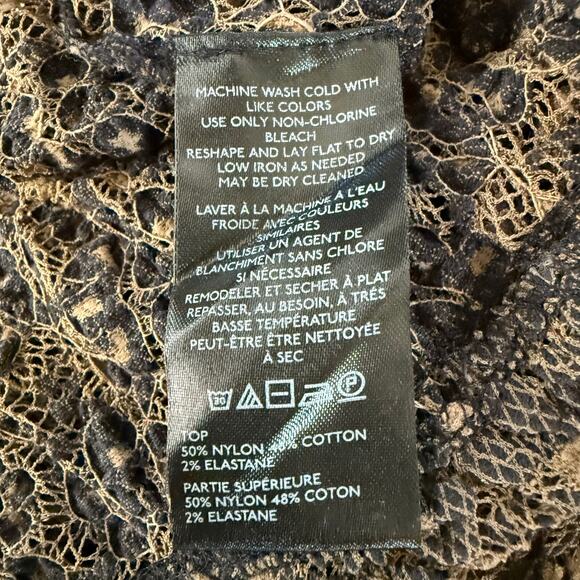 MACHINE WASH COLD WITH
LIKE COLORS
USE ONLY NON-CHLORINE
BLEACH
RESHAPE AND LAY FLAT TO DRY
LOW IRON AS NEEDED
MAY BE DRY CLEANED
LAVER À LA MACHINE À L'EAU
FROIDE AVEC COULEURS
SIMILAIRES
UTILISER UN AGENT DE
BLANCHIMENT SANS CHLORE
SI NÉCESSAIRE
REMODELER ET SÉCHER À PLAT
REPASSER, AU BESOIN, À TRÈS
BASSE TEMPÉRATURE
PEUT-ÊTRE ÊTRE NETTOYÉE
À SEC
30 P
TOP
50% NYLON COTTON
2% ELASTANE
PARTIE SUPÉRIEURE
50% NYLON 48% COTON
2% ELASTANE